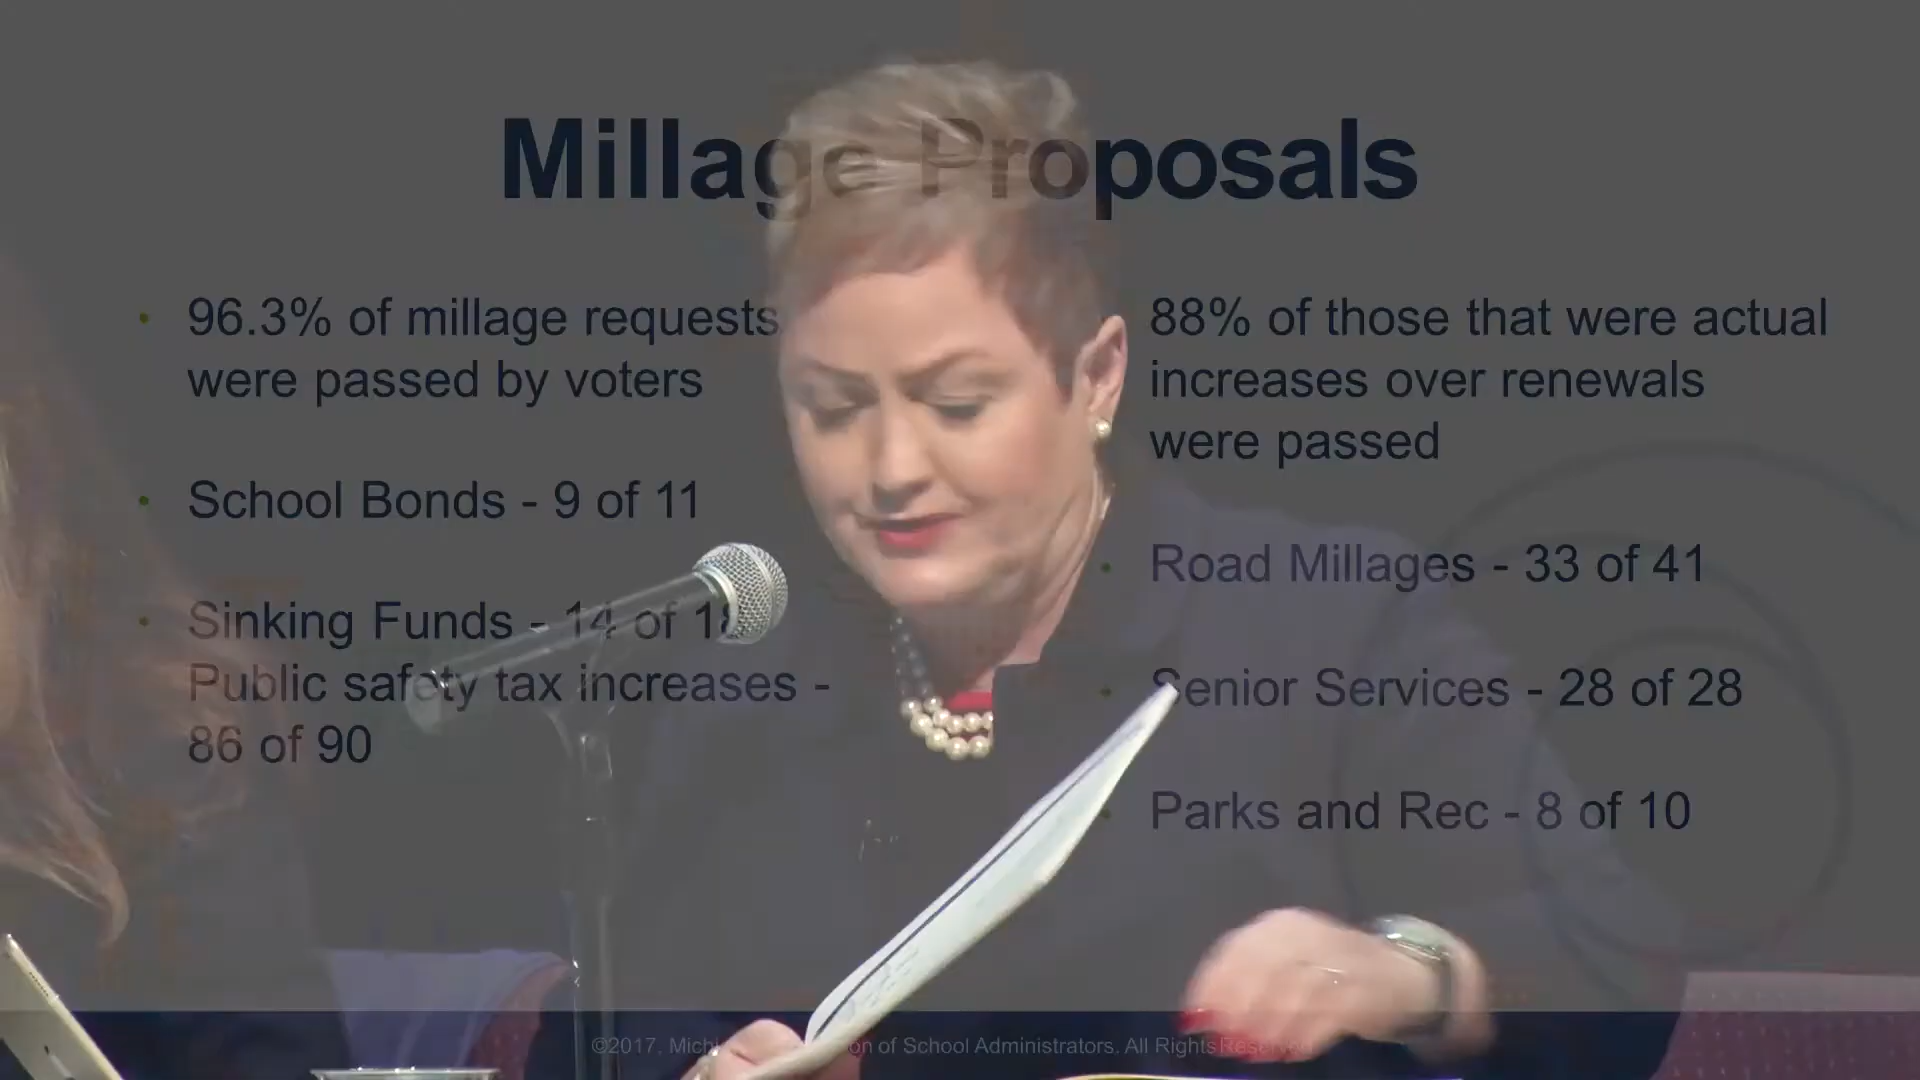 Millage Proposals
96.3% of millage requests
were passed by voters
School Bonds - 9 of 11
Sinking Funds - 14 of 18
Public safety tax increases -
86 of 90
88% of those that were actual
increases over renewals
were passed
Road Millages - 33 of 41
Senior Services - 28 of 28
Parks and Rec - 8 of 10
©2017, of School Administrators. All Rights Reserved